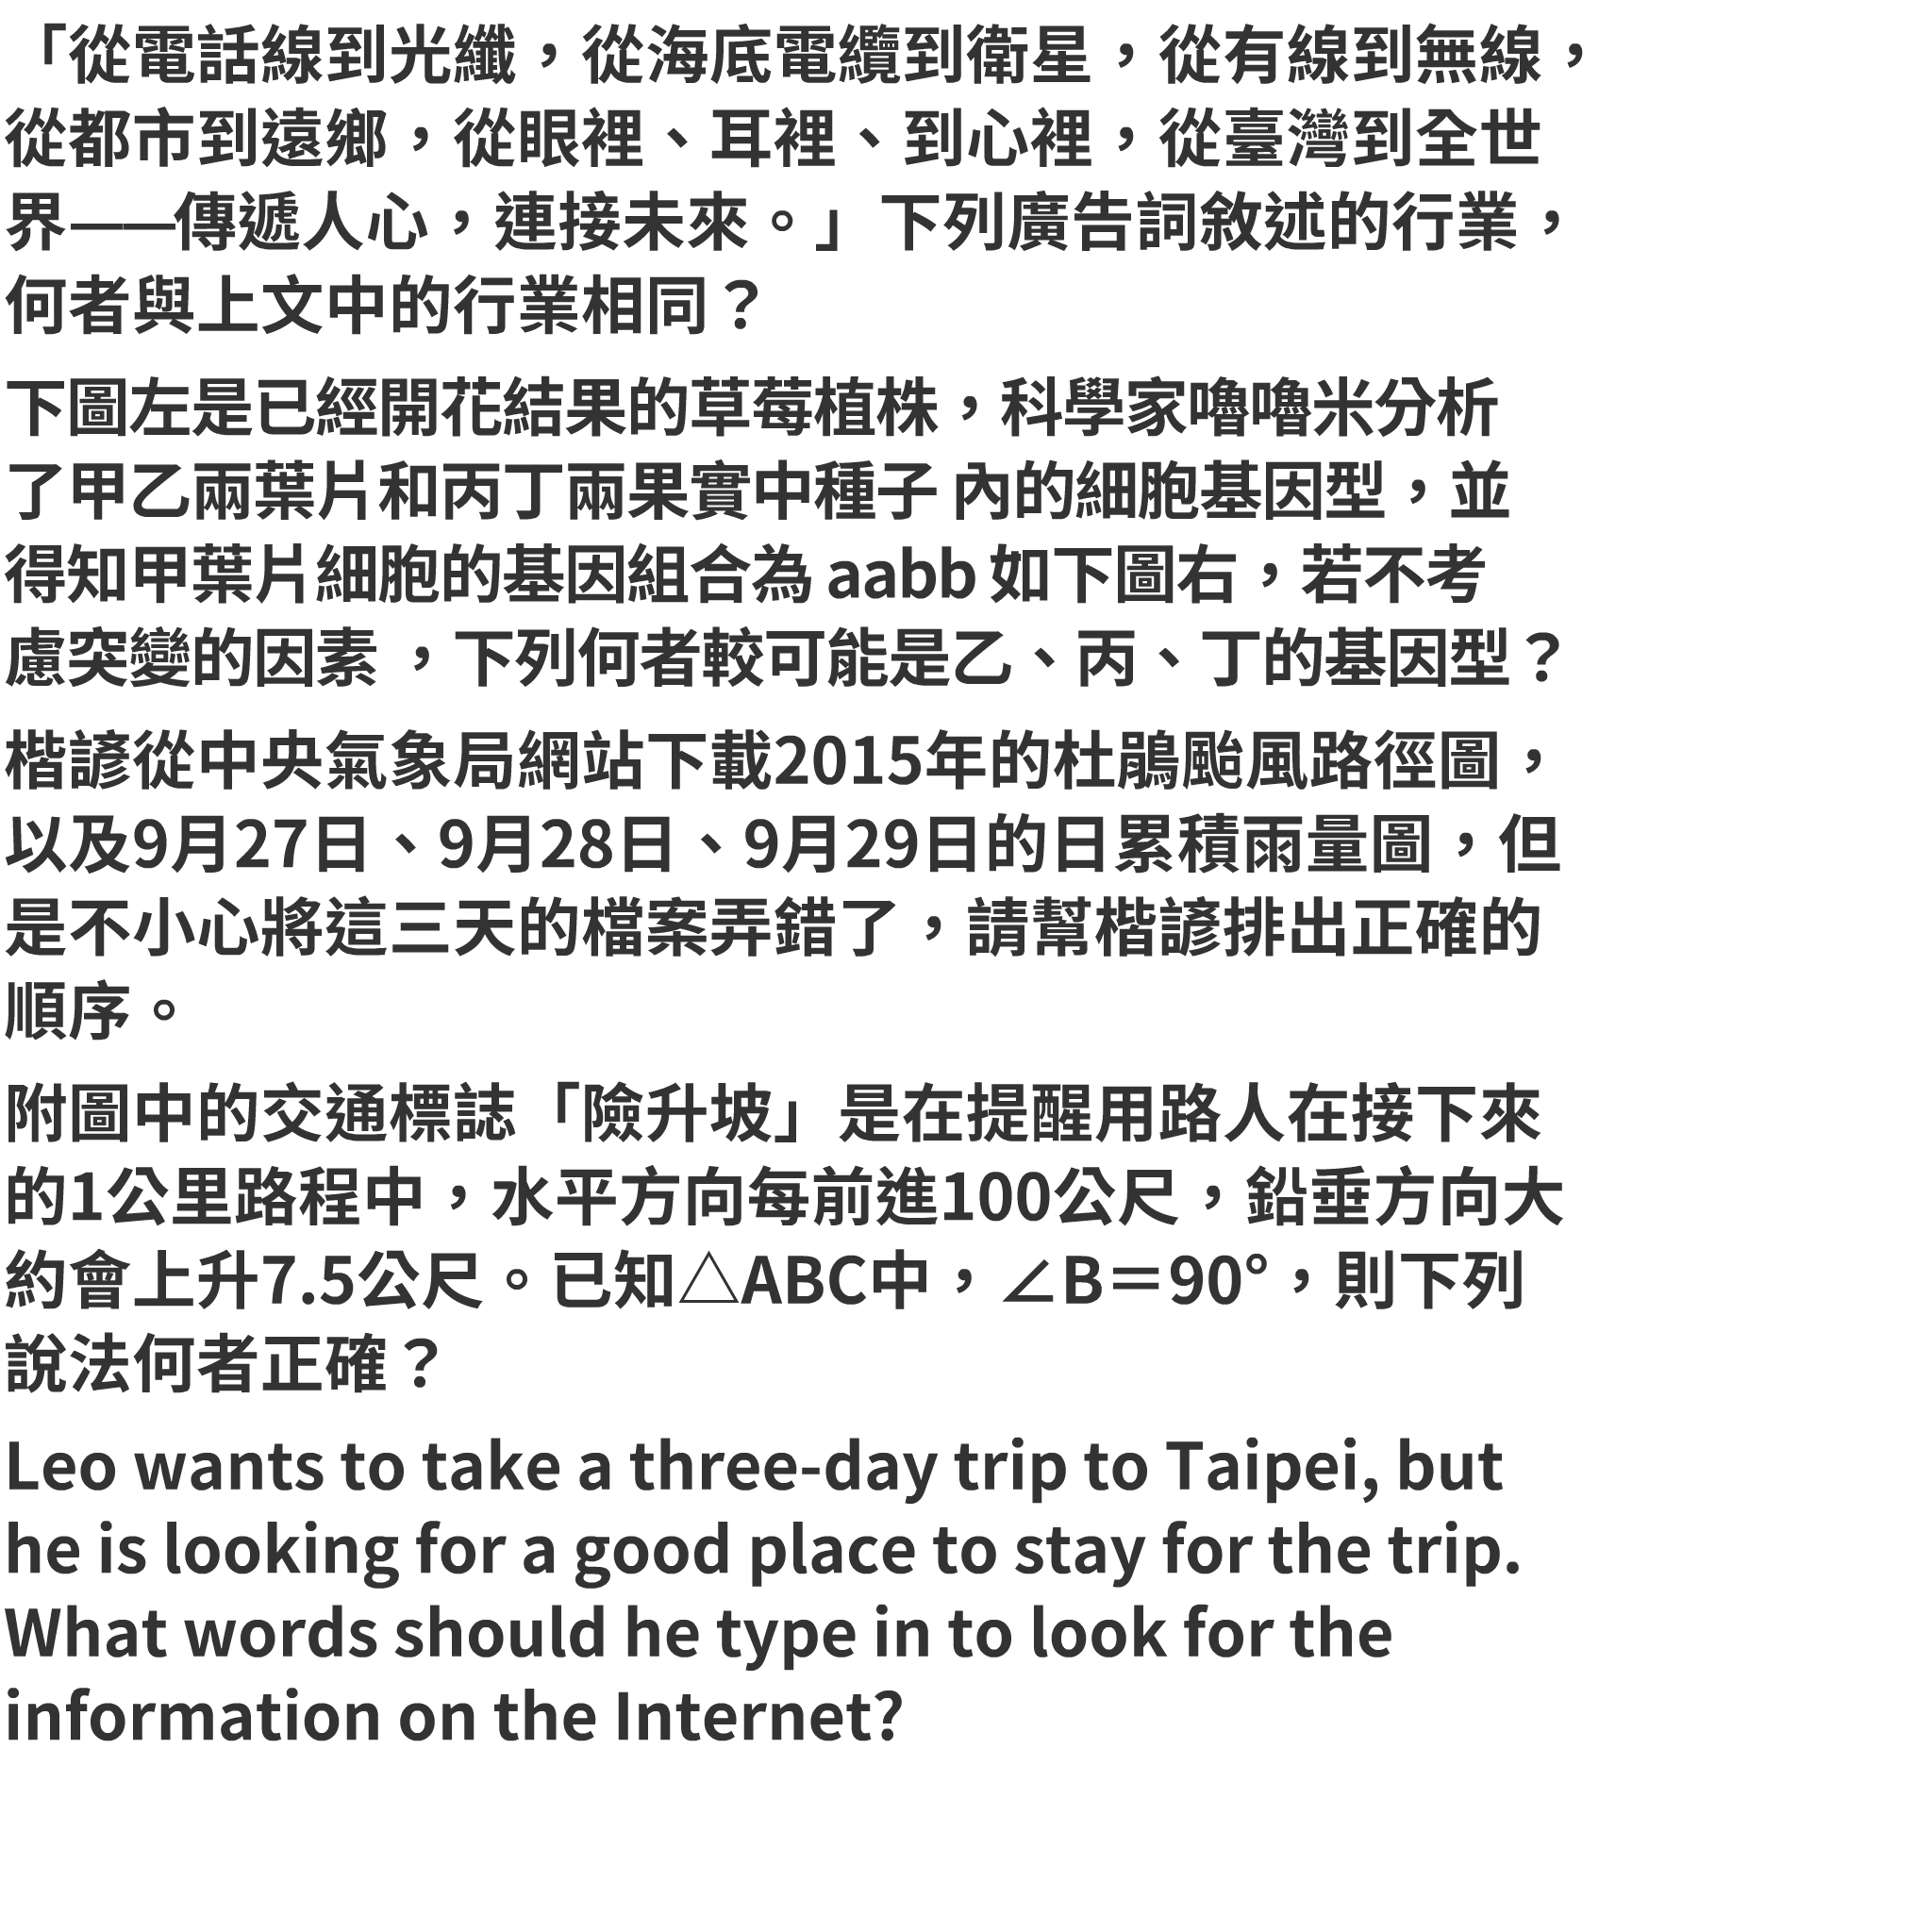 「從電話線到光纖，從海底電纜到衛星，從有線到無線，
從都市到遠鄉，從眼裡、耳裡、到心裡，從臺灣到全世
界——傳遞人心，連接未來。」下列廣告詞敘述的行業，
何者與上文中的行業相同？
下圖左是已經開花結果的草莓植株，科學家嚕嚕米分析
了甲乙兩葉片和丙丁兩果實中種子 內的細胞基因型，並
得知甲葉片細胞的基因組合為 aabb 如下圖右，若不考
慮突變的因素 ，下列何者較可能是乙、丙、丁的基因型？
楷諺從中央氣象局網站下載2015年的杜鵑颱風路徑圖，
以及9月27日、9月28日、9月29日的日累積雨量圖，但
是不小心將這三天的檔案弄錯了，請幫楷諺排出正確的
順序。
附圖中的交通標誌「險升坡」是在提醒用路人在接下來
的1公里路程中，水平方向每前進100公尺，鉛垂方向大
約會上升7.5公尺。已知△ABC中，∠B＝90°，則下列
說法何者正確？
Leo wants to take a three-day trip to Taipei, but
he is looking for a good place to stay for the trip.
What words should he type in to look for the
information on the Internet?